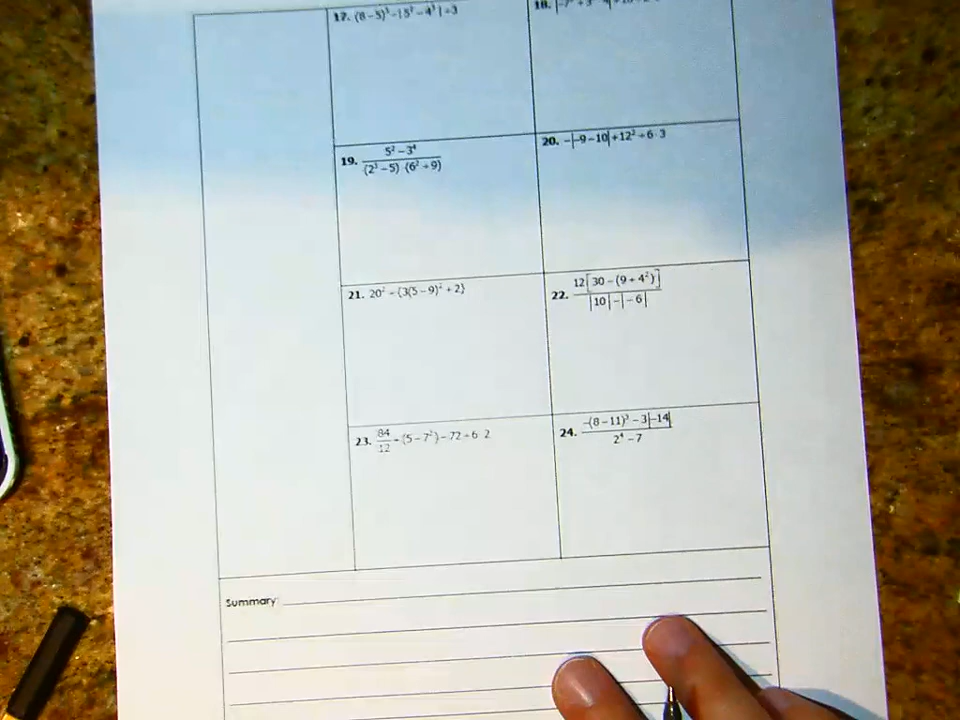 17. (8 – 5)³ – |5² – 4³| ÷ 3
18.
19. (5² – 3⁴) / ((2³ – 5) · (6² ÷ 9))
20. –|–9 – 10| + 12² ÷ 6 · 3
21. 20² – {3(5 – 9)² + 2}
22. 12[30 – (9 + 4²)] / (|10| – |–6|)
23. 84/12 – (5 – 7²) – 72 ÷ 6 · 2
24. (–(8 – 11)³ – 3|–14|) / (2⁴ – 7)
Summary: